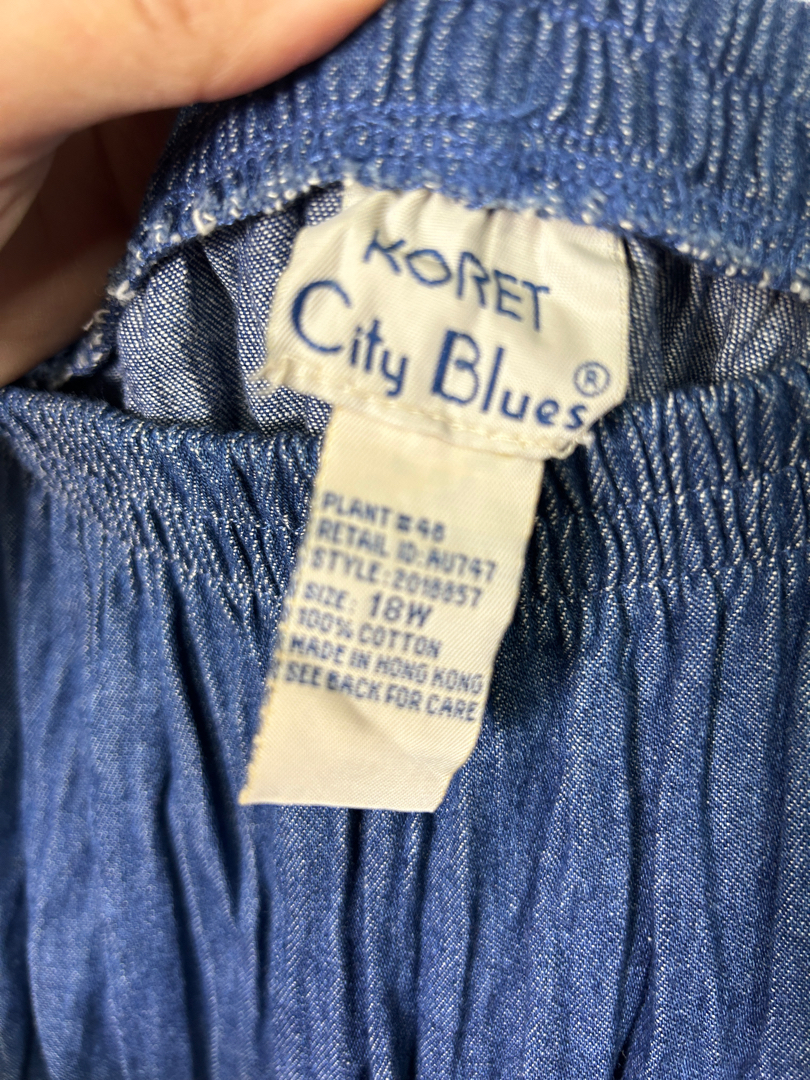 KORET
City Blues®
PLANT #48
RETAIL ID: AU747
STYLE: 2018857
SIZE: 18W
100% COTTON
MADE IN HONG KONG
SEE BACK FOR CARE